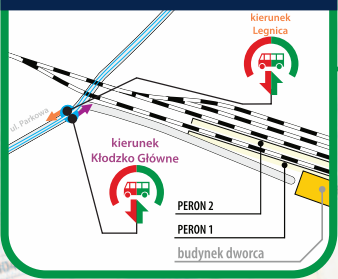 kierunek
Legnica
ul. Parkowa
kierunek
Kłodzko Główne
PERON 2
PERON 1
budynek dworca